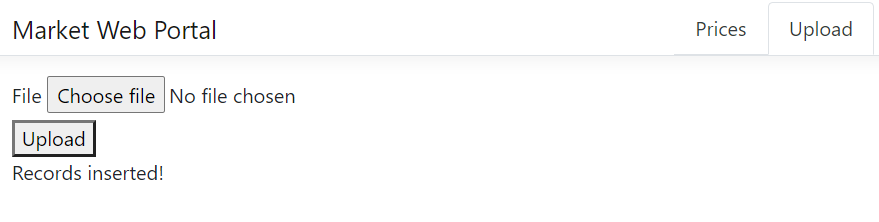 Market Web Portal Prices Upload
File Choose file No file chosen
Upload
Records inserted!